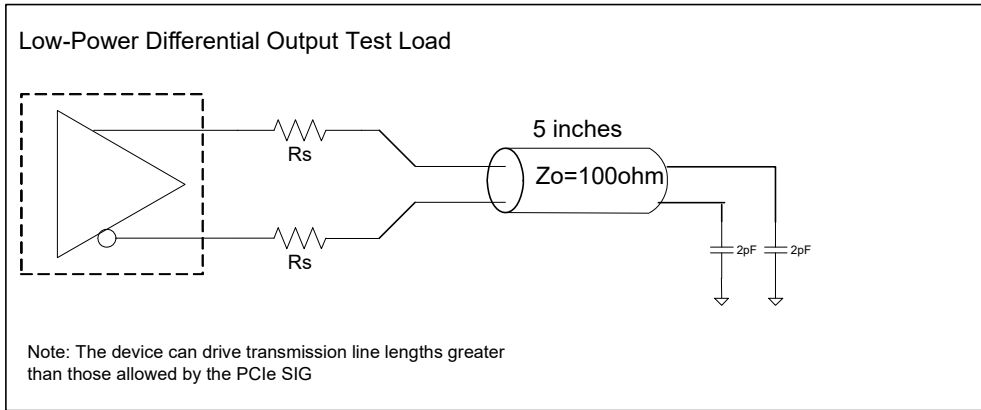 Low-Power Differential Output Test Load
Rs
5 inches
Zo=100ohm
Rs
2pF
2pF
Note: The device can drive transmission line lengths greater
than those allowed by the PCIe SIG